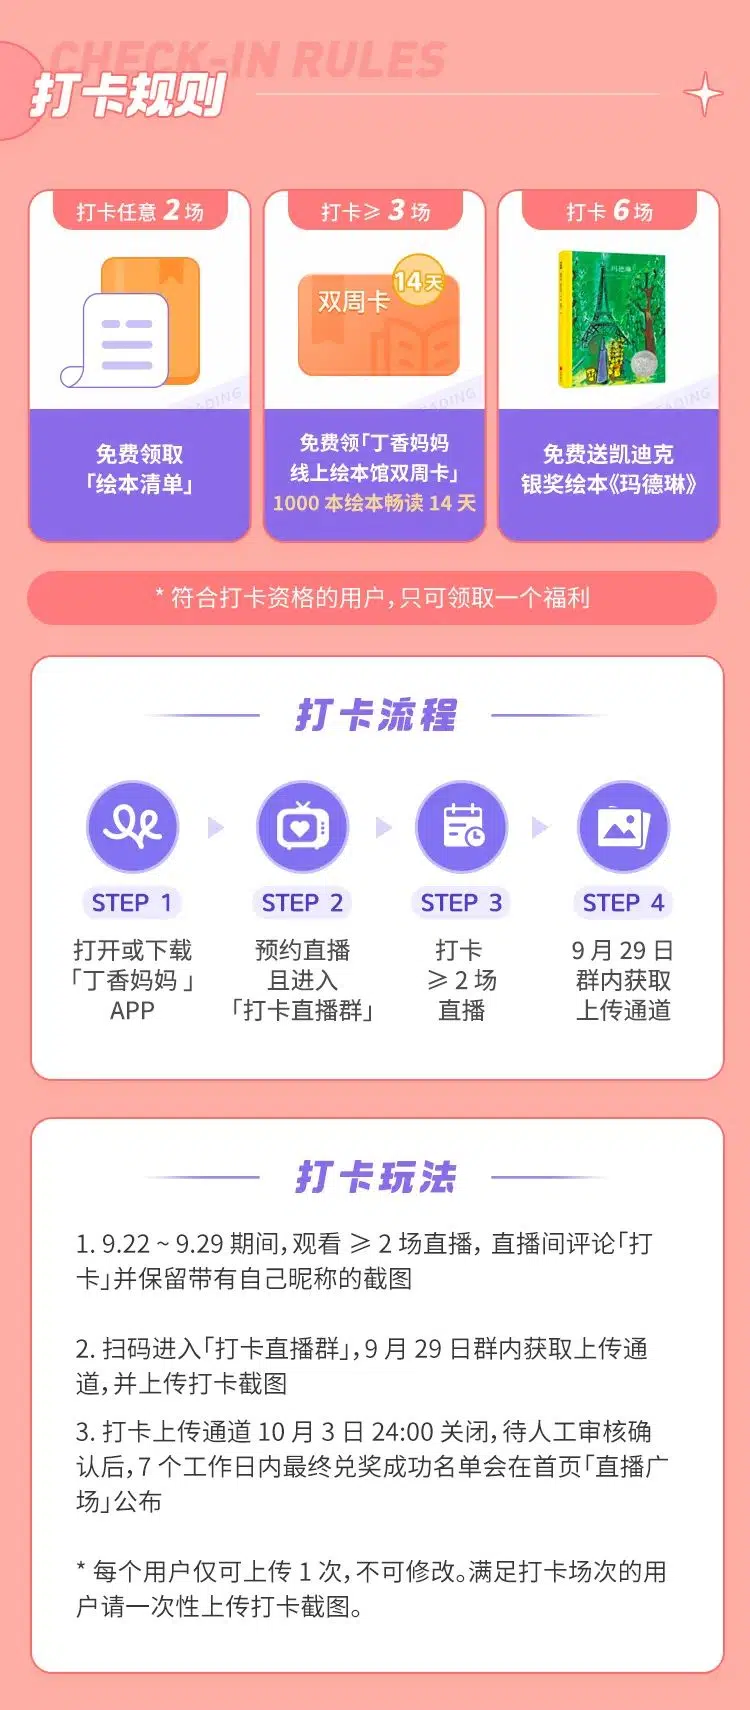 CHECK-IN RULES
打卡规则
打卡任意 2 场
打卡≥ 3 场
打卡 6 场
双周卡
14天
玛德琳
READING
READING
READING
免费领取
「绘本清单」
免费领「丁香妈妈
线上绘本馆双周卡」
1000 本绘本畅读 14 天
免费送凯迪克
银奖绘本《玛德琳》
* 符合打卡资格的用户，只可领取一个福利
打卡流程
STEP 1
STEP 2
STEP 3
STEP 4
打开或下载
「丁香妈妈 」
APP
预约直播
且进入
「打卡直播群」
打卡
≥ 2 场
直播
9 月 29 日
群内获取
上传通道
打卡玩法
1. 9.22 ~ 9.29 期间，观看 ≥ 2 场直播， 直播间评论「打
卡」并保留带有自己昵称的截图
2. 扫码进入「打卡直播群」，9 月 29 日群内获取上传通
道，并上传打卡截图
3. 打卡上传通道 10 月 3 日 24:00 关闭，待人工审核确
认后，7 个工作日内最终兑奖成功名单会在首页「直播广
场」公布
* 每个用户仅可上传 1 次，不可修改。满足打卡场次的用
户请一次性上传打卡截图。